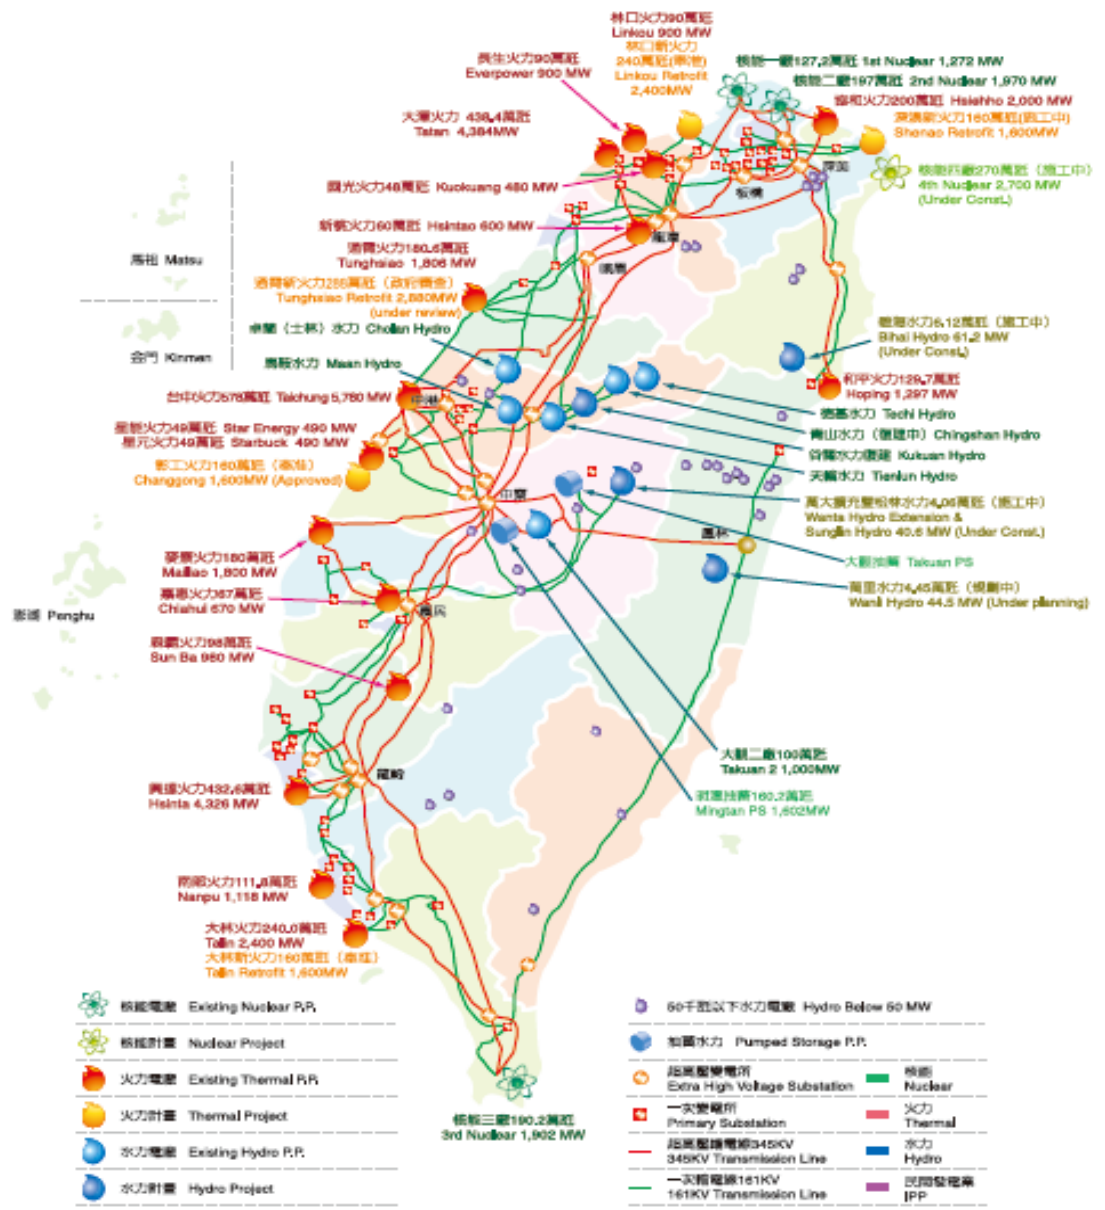 林口火力90萬瓩
Linkou 900 MW
林口新火力
240萬瓩(奉准)
Linkou Retrofit
2,400MW
長生火力90萬瓩
Everpower 900 MW
核能一廠127.2萬瓩 1st Nuclear 1,272 MW
核能二廠197萬瓩 2nd Nuclear 1,970 MW
協和火力200萬瓩 Hsiehho 2,000 MW
深澳新火力160萬瓩(施工中)
Shenao Retrofit 1,600MW
大潭火力 438.4萬瓩
Tatan 4,384MW
核能四廠270萬瓩（施工中）
4th Nuclear 2,700 MW
(Under Const.)
國光火力48萬瓩 Kuokuang 480 MW
板橋
深美
新桃火力60萬瓩 Hsintao 600 MW
龍潭
通霄火力180.6萬瓩
Tunghsiao 1,806 MW
峨眉
馬祖 Matsu
通霄新火力288萬瓩（政府審查）
Tunghsiao Retrofit 2,880MW
(under review)
卓蘭（士林）水力 Chollan Hydro
碧海水力6.12萬瓩（施工中）
Bihai Hydro 61.2 MW
(Under Const.)
金門 Kinmen
馬鞍水力 Maan Hydro
和平火力129.7萬瓩
Hoping 1,297 MW
台中火力578萬瓩 Taichung 5,780 MW
中港
德基水力 Techi Hydro
星能火力49萬瓩 Star Energy 490 MW
星元火力49萬瓩 Starbuck 490 MW
青山水力（復建中）Chingshan Hydro
谷關水力復建 Kukuan Hydro
彰工火力160萬瓩（奉准）
Changgong 1,600MW (Approved)
天輪水力 Tienlun Hydro
中寮
萬大擴充暨松林水力4.06萬瓩（施工中）
Wanta Hydro Extension &
Sunglin Hydro 40.6 MW (Under Const.)
鳳林
麥寮火力180萬瓩
Mailiao 1,800 MW
大觀抽蓄 Takuan PS
萬里水力4.45萬瓩（規劃中）
Wanli Hydro 44.5 MW (Under planning)
嘉惠火力67萬瓩
Chiahui 670 MW
嘉民
澎湖 Penghu
森霸火力98萬瓩
Sun Ba 980 MW
大觀二廠100萬瓩
Takuan 2 1,000MW
龍崎
興達火力432.6萬瓩
Hsinta 4,326 MW
明潭抽蓄160.2萬瓩
Mingtan PS 1,602MW
南部火力111.8萬瓩
Nanpu 1,118 MW
大林火力240.0萬瓩
Talin 2,400 MW
大林新火力160萬瓩（奉准）
Talin Retrofit 1,600MW
核能三廠190.2萬瓩
3rd Nuclear 1,902 MW
核能電廠 Existing Nuclear P.P.
核能計畫 Nuclear Project
火力電廠 Existing Thermal P.P.
火力計畫 Thermal Project
水力電廠 Existing Hydro P.P.
水力計畫 Hydro Project
50千瓩以下水力電廠 Hydro Below 50 MW
抽蓄水力 Pumped Storage P.P.
超高壓變電所
Extra High Voltage Substation
核能
Nuclear
一次變電所
Primary Substation
火力
Thermal
超高壓輸電線345KV
345KV Transmission Line
水力
Hydro
一次輸電線161KV
161KV Transmission Line
民間發電業
IPP